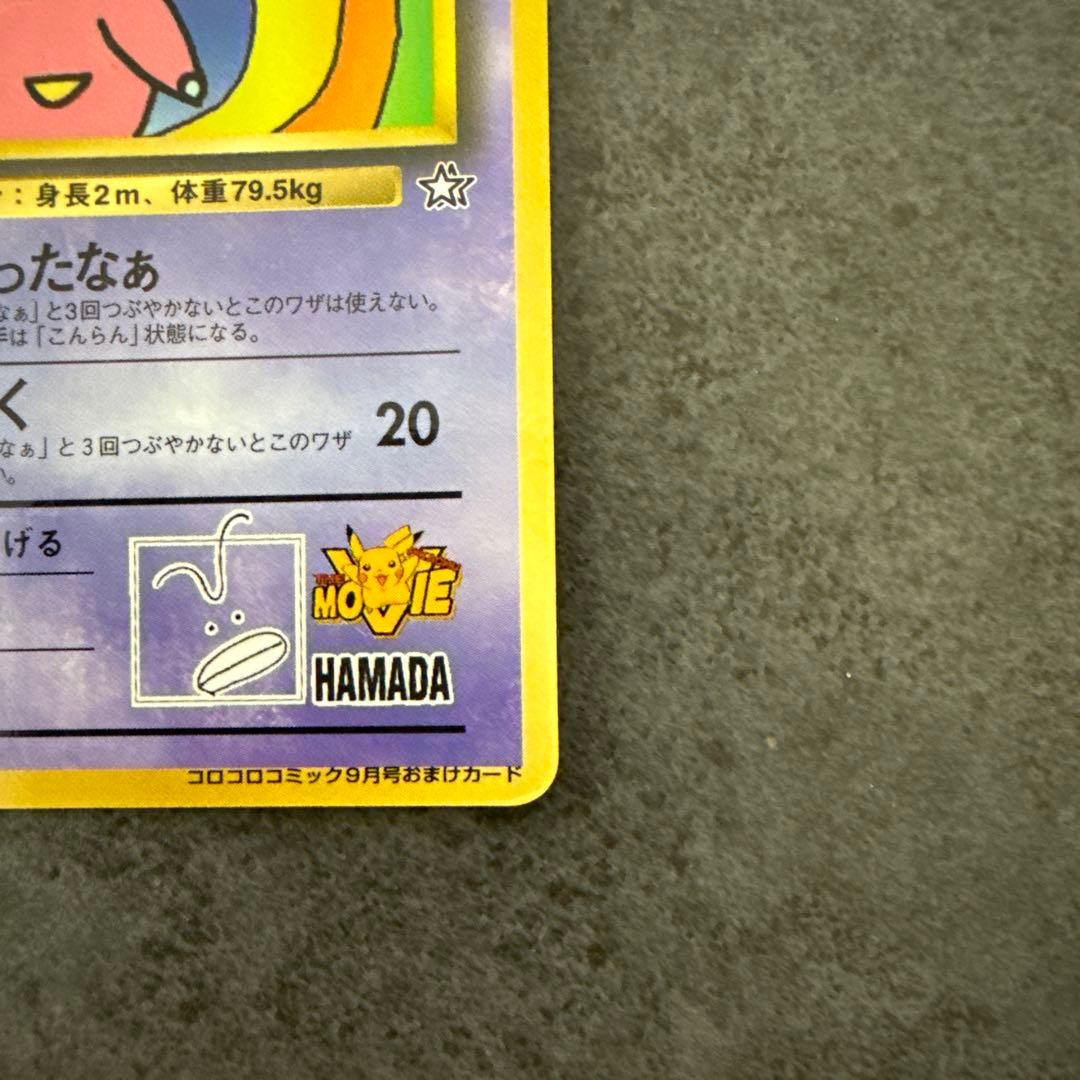 ：身長2m、体重79.5kg
ったなぁ
なぁ」と3回つぶやかないとこのワザは使えない。
手は「こんらん」状態になる。
く
20
なぁ」と3回つぶやかないとこのワザ
い。
げる
THE
MOVIE
HAMADA
コロコロコミック9月号おまけカード